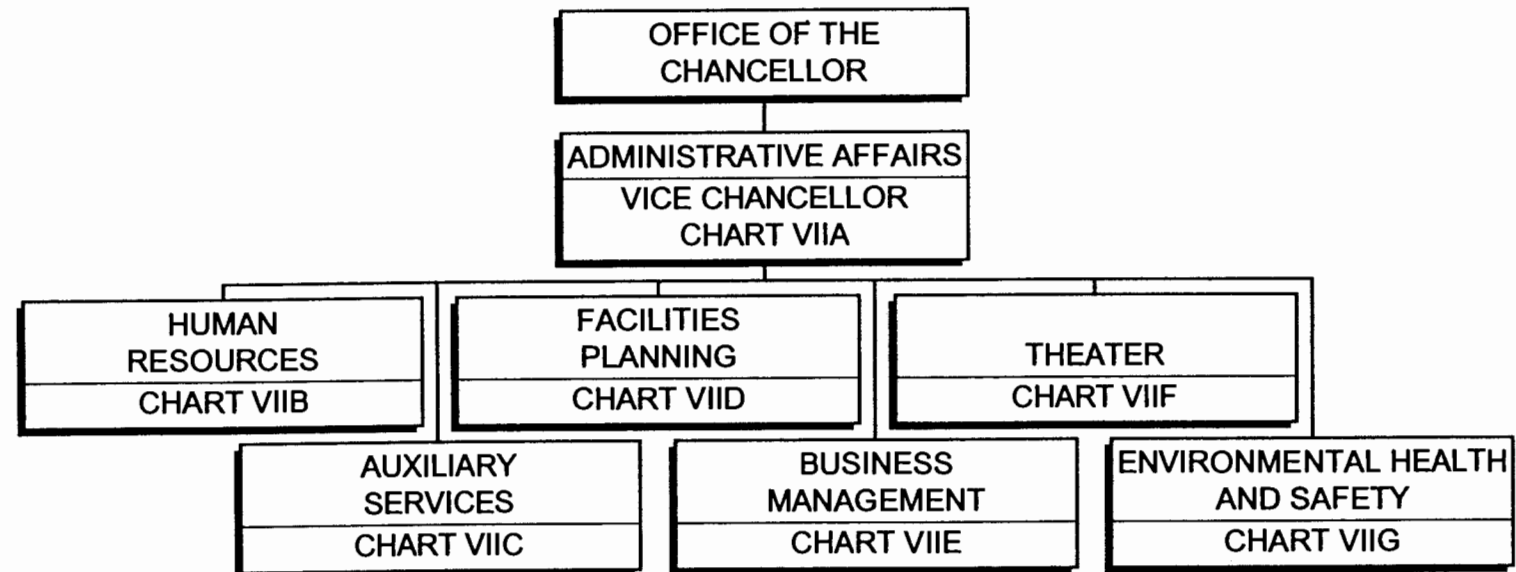 OFFICE OF THE
CHANCELLOR
ADMINISTRATIVE AFFAIRS
VICE CHANCELLOR
CHART VIIA
HUMAN
RESOURCES
CHART VIIB
FACILITIES
PLANNING
CHART VIID
THEATER
CHART VIIF
AUXILIARY
SERVICES
CHART VIIC
BUSINESS
MANAGEMENT
CHART VIIE
ENVIRONMENTAL HEALTH
AND SAFETY
CHART VIIG